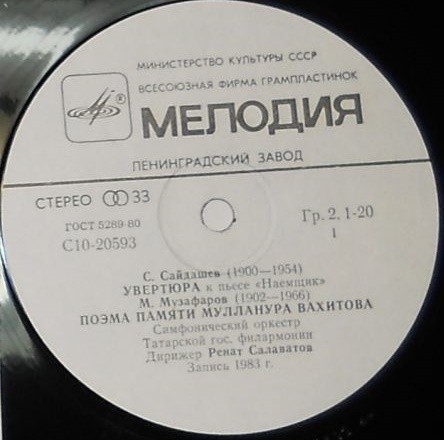 МИНИСТЕРСТВО КУЛЬТУРЫ СССР
ВСЕСОЮЗНАЯ ФИРМА ГРАМПЛАСТИНОК
®
МЕЛОДИЯ
ЛЕНИНГРАДСКИЙ ЗАВОД
СТЕРЕО 33
ГОСТ 5289-80
Гр. 2. 1-20
С10-20593
1
С. Сайдашев (1900—1954)
УВЕРТЮРА к пьесе «Наемщик»
М. Музафаров (1902—1966)
ПОЭМА ПАМЯТИ МУЛЛАНУРА ВАХИТОВА
Симфонический оркестр
Татарской гос. филармонии
Дирижер Ренат Салаватов
Запись 1983 г.